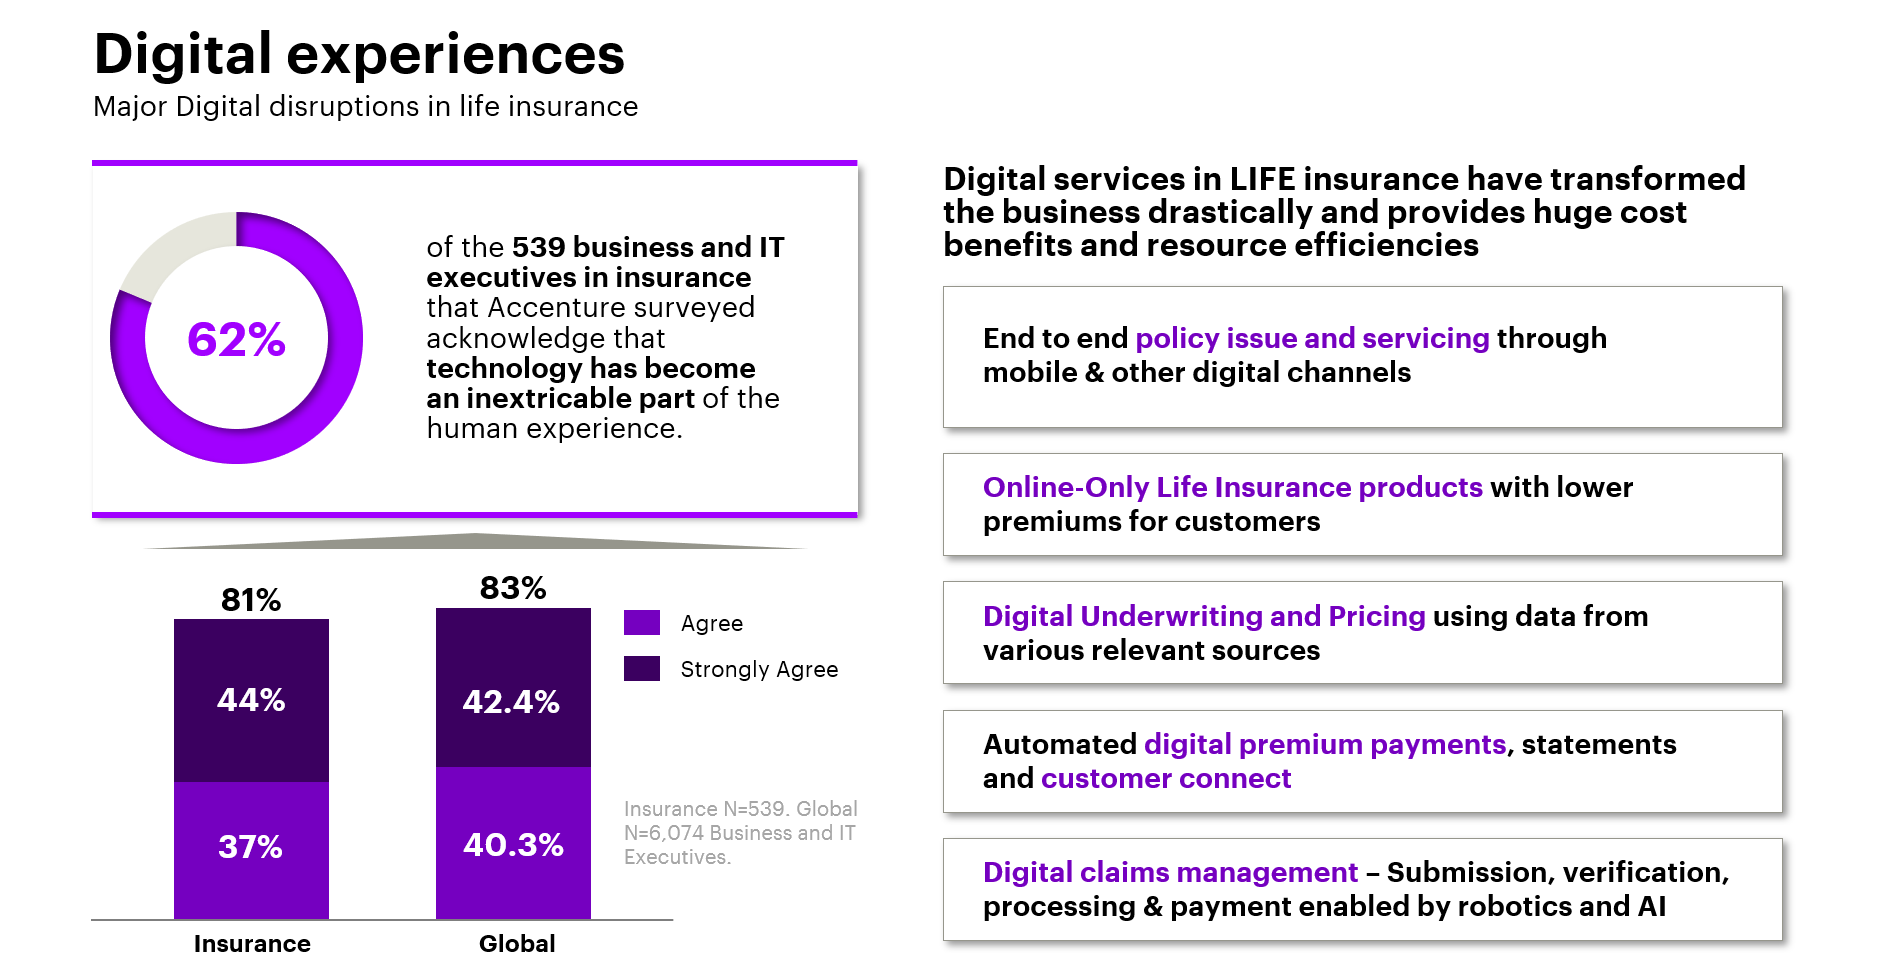 Digital experiences
Major Digital disruptions in life insurance
62%
of the 539 business and IT
executives in insurance
that Accenture surveyed
acknowledge that
technology has become
an inextricable part of the
human experience.
81%
44%
37%
Insurance
83%
42.4%
40.3%
Global
Agree
Strongly Agree
Insurance N=539. Global
N=6,074 Business and IT
Executives.
Digital services in LIFE insurance have transformed
the business drastically and provides huge cost
benefits and resource efficiencies
End to end policy issue and servicing through
mobile & other digital channels
Online-Only Life Insurance products with lower
premiums for customers
Digital Underwriting and Pricing using data from
various relevant sources
Automated digital premium payments, statements
and customer connect
Digital claims management – Submission, verification,
processing & payment enabled by robotics and AI